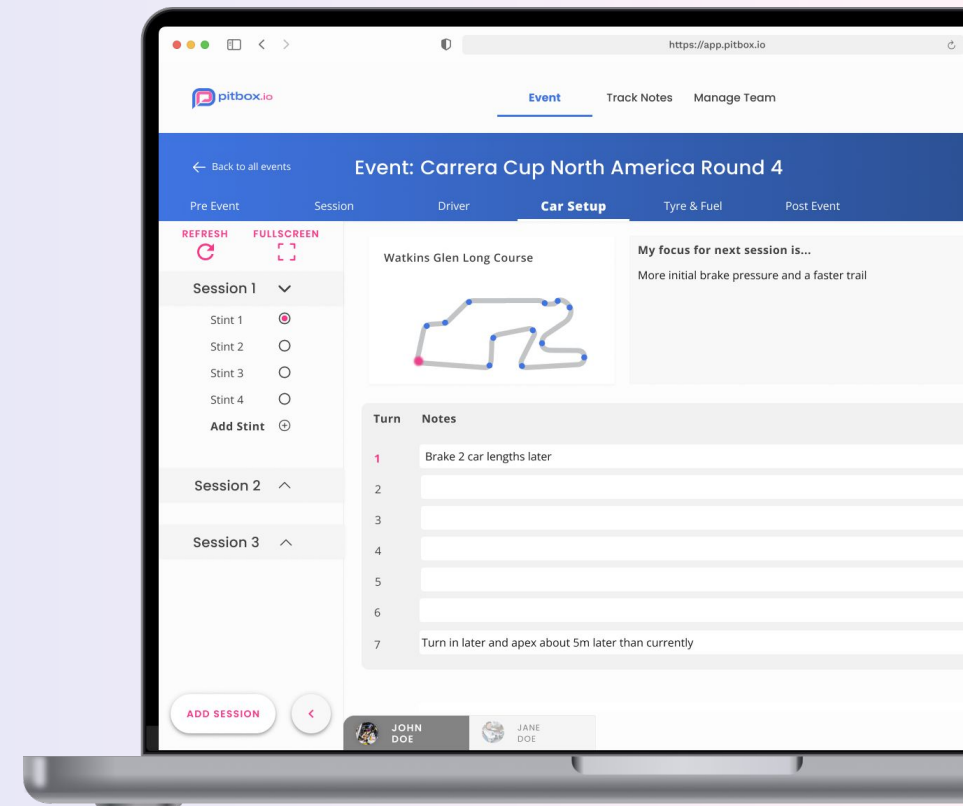 https://app.pitbox.io
pitbox.io
Event Track Notes Manage Team
Back to all events
Event: Carrera Cup North America Round 4
Pre Event Session Driver Car Setup Tyre & Fuel Post Event
REFRESH FULLSCREEN
Session 1
Stint 1
Stint 2
Stint 3
Stint 4
Add Stint
Session 2
Session 3
ADD SESSION
Watkins Glen Long Course
My focus for next session is...
More initial brake pressure and a faster trail
Turn Notes
1 Brake 2 car lengths later
2
3
4
5
6
7 Turn in later and apex about 5m later than currently
JOHN
DOE
JANE
DOE